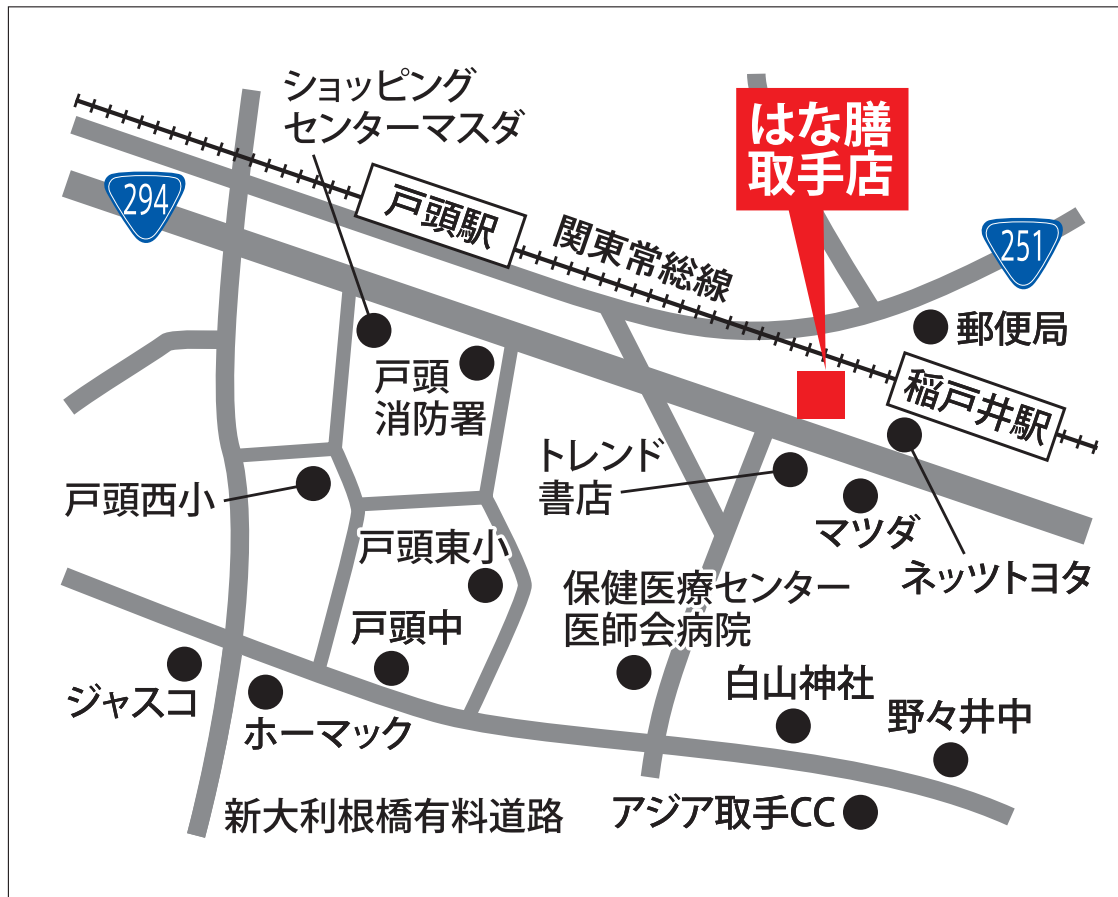 ショッピング
センターマスダ
はな膳
取手店
294
戸頭駅
関東常総線
251
郵便局
戸頭
消防署
稲戸井駅
トレンド
書店
戸頭西小
マツダ
戸頭東小
ネッツトヨタ
保健医療センター
医師会病院
戸頭中
白山神社
ジャスコ
ホーマック
野々井中
新大利根橋有料道路
アジア取手CC